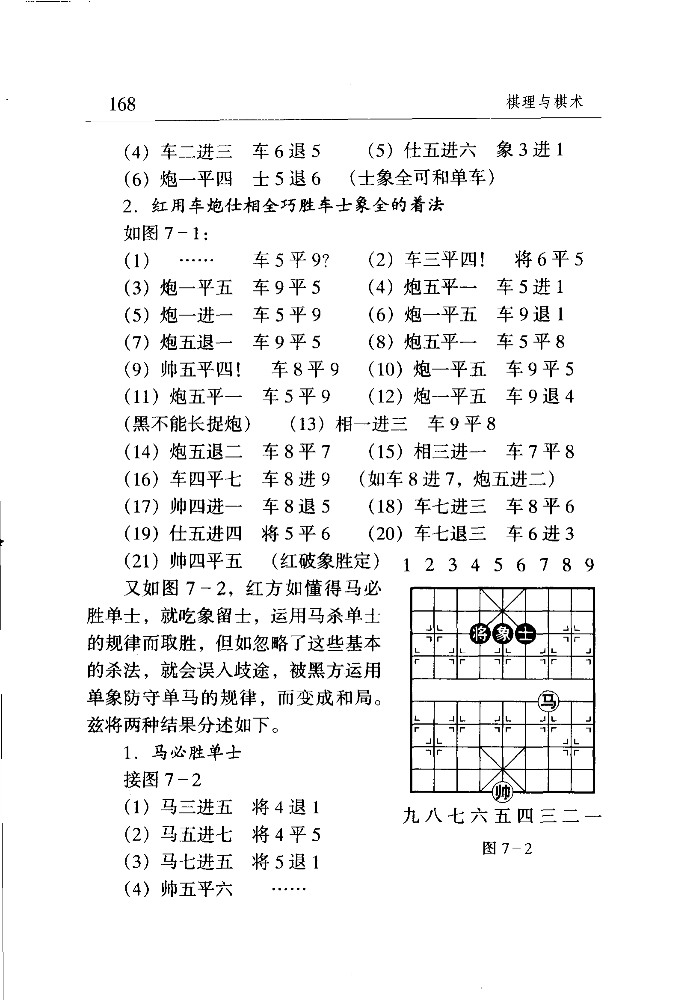 168 棋理与棋术
(4) 车二进三 车6退5 (5) 仕五进六 象3进1
(6) 炮一平四 士5退6 (士象全可和单车)
2. 红用车炮仕相全巧胜车士象全的着法
如图7-1:
(1) …… 车5平9? (2) 车三平四! 将6平5
(3) 炮一平五 车9平5 (4) 炮五平一 车5进1
(5) 炮一进一 车5平9 (6) 炮一平五 车9退1
(7) 炮五退一 车9平5 (8) 炮五平一 车5平8
(9) 帅五平四! 车8平9 (10) 炮一平五 车9平5
(11) 炮五平一 车5平9 (12) 炮一平五 车9退4
(黑不能长捉炮) (13) 相一进三 车9平8
(14) 炮五退二 车8平7 (15) 相三进一 车7平8
(16) 车四平七 车8进9 (如车8进7, 炮五进二)
(17) 帅四进一 车8退5 (18) 车七进三 车8平6
(19) 仕五进四 将5平6 (20) 车七退三 车6进3
(21) 帅四平五 (红破象胜定)
又如图7-2, 红方如懂得马必
胜单士, 就吃象留士, 运用马杀单士
的规律而取胜, 但如忽略了这些基本
的杀法, 就会误入歧途, 被黑方运用
单象防守单马的规律, 而变成和局。
兹将两种结果分述如下。
1. 马必胜单士
接图7-2
(1) 马三进五 将4退1
(2) 马五进七 将4平5
(3) 马七进五 将5退1
(4) 帅五平六 ……
1 2 3 4 5 6 7 8 9
将 象 士
马
帅
九八七六五四三二一
图7-2